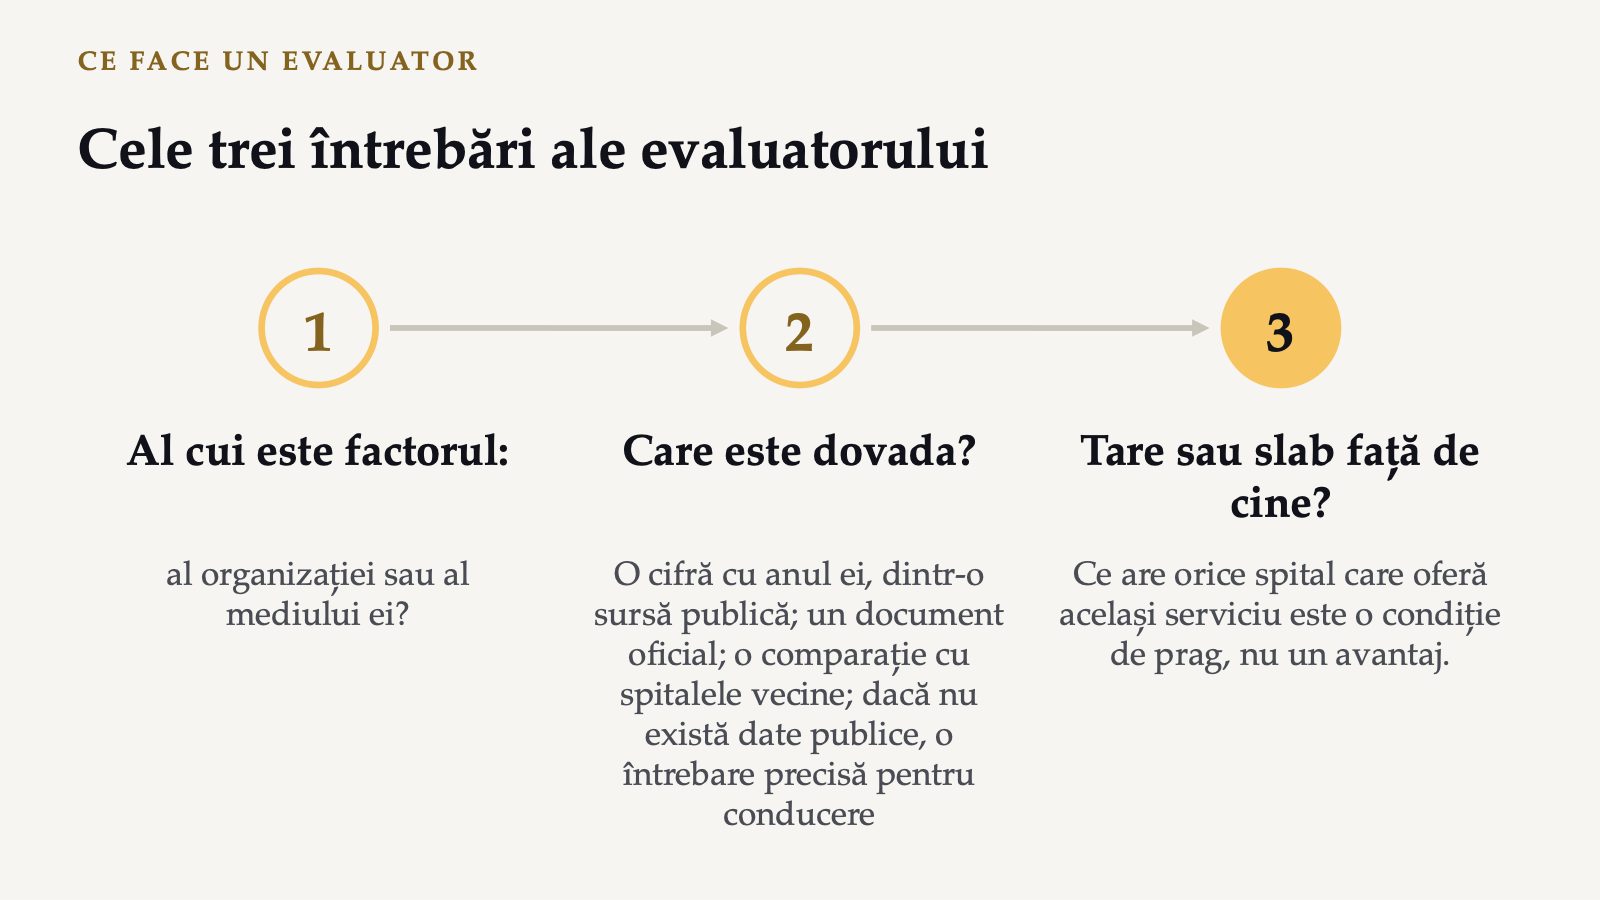 CE FACE UN EVALUATOR
Cele trei întrebări ale evaluatorului
1
2
3
Al cui este factorul:
al organizației sau al
mediului ei?
Care este dovada?
O cifră cu anul ei, dintr-o
sursă publică; un document
oficial; o comparație cu
spitalele vecine; dacă nu
există date publice, o
întrebare precisă pentru
conducere
Tare sau slab față de
cine?
Ce are orice spital care oferă
același serviciu este o condiție
de prag, nu un avantaj.